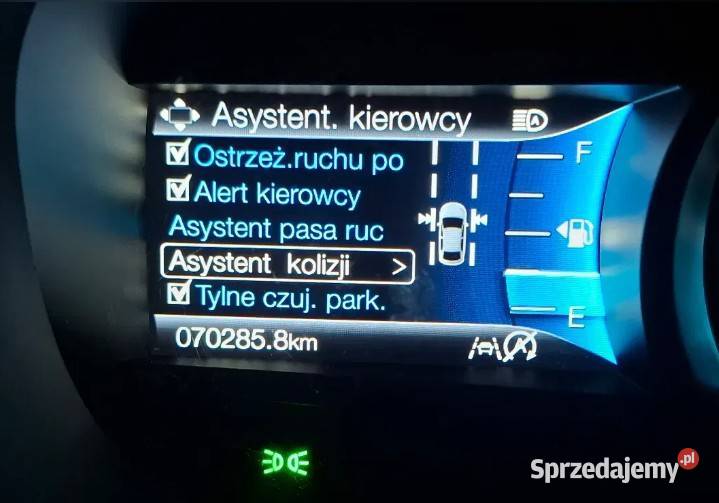 Asystent. kierowcy
Ostrzeż.ruchu po
Alert kierowcy
Asystent pasa ruc
Asystent kolizji >
Tylne czuj. park.
F
E
070285.8km
Sprzedajemy.pl